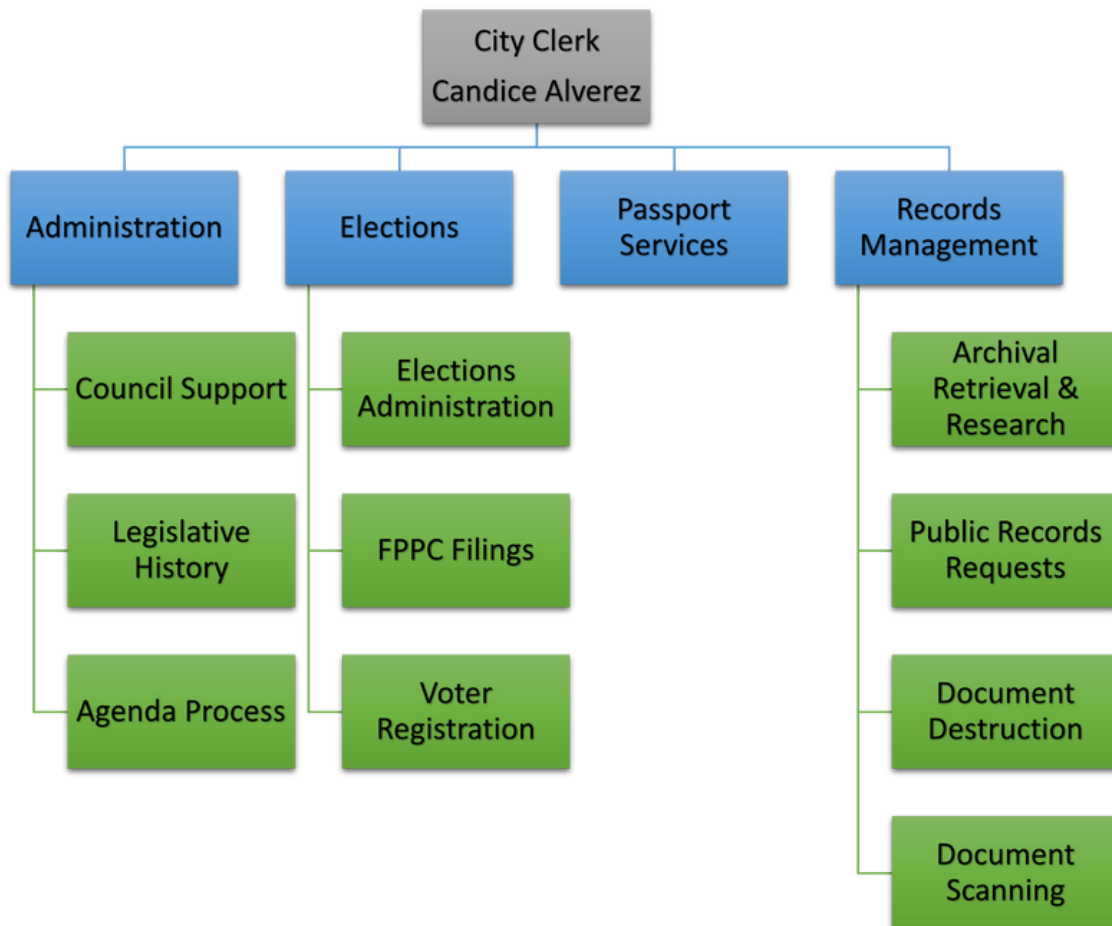 City Clerk
Candice Alverez
Administration
Council Support
Legislative
History
Agenda Process
Elections
Elections
Administration
FPPC Filings
Voter
Registration
Passport
Services
Records
Management
Archival
Retrieval &
Research
Public Records
Requests
Document
Destruction
Document
Scanning